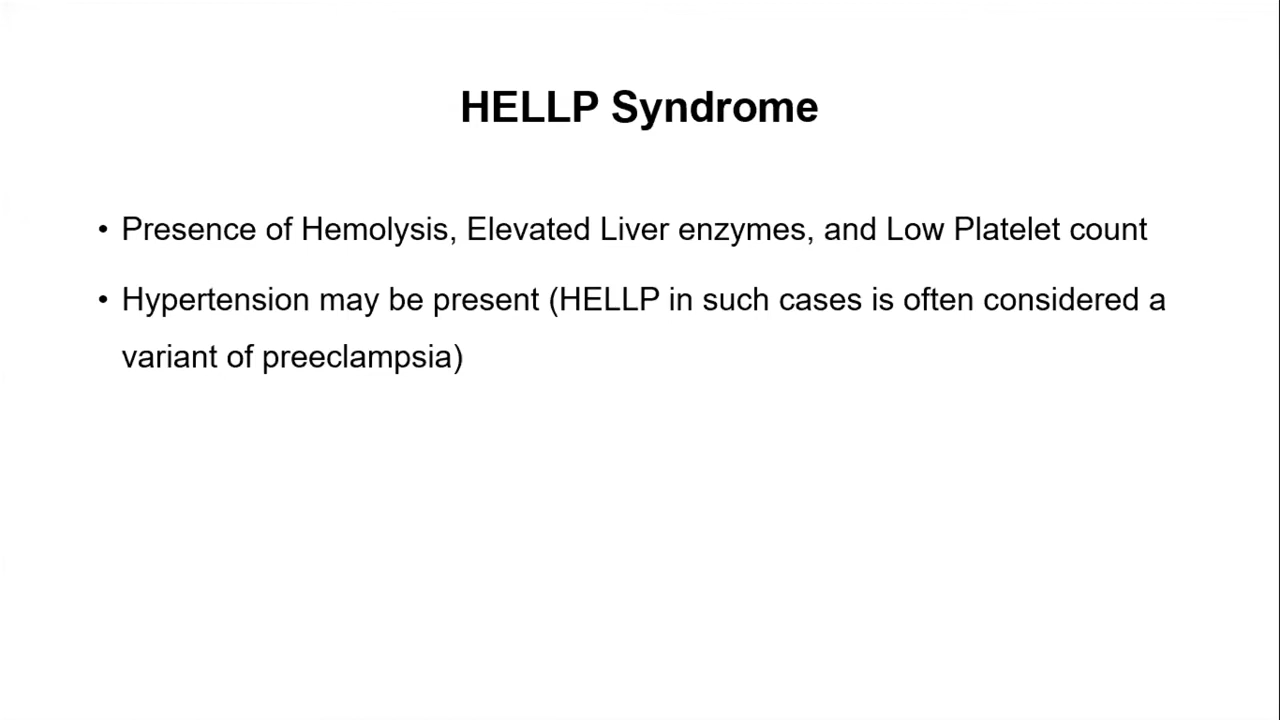 HELLP Syndrome
• Presence of Hemolysis, Elevated Liver enzymes, and Low Platelet count
• Hypertension may be present (HELLP in such cases is often considered a
variant of preeclampsia)